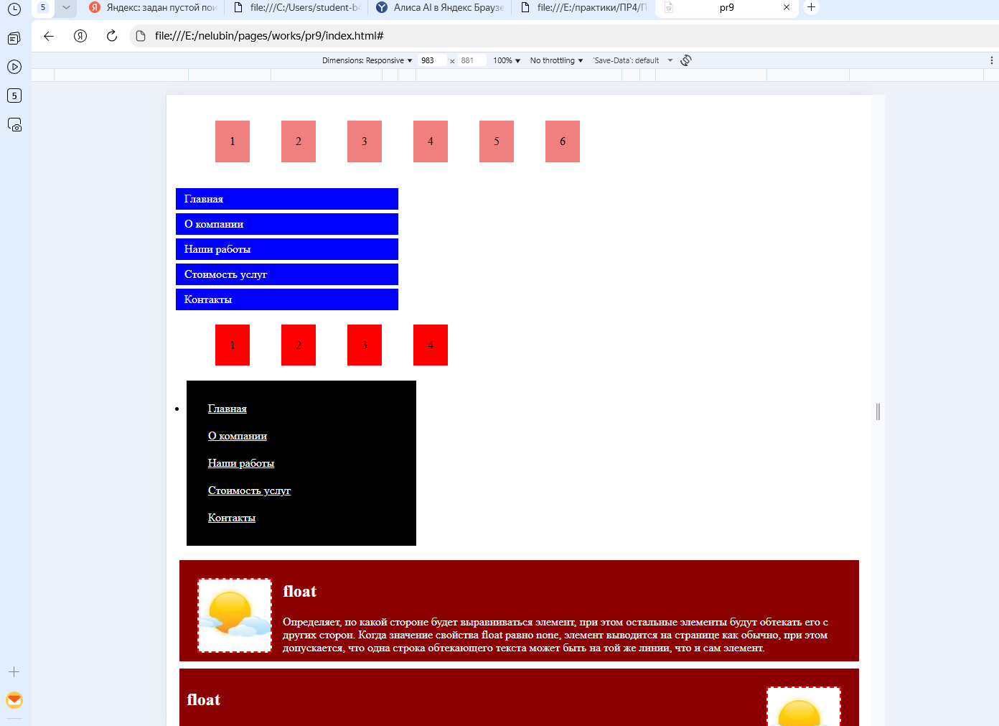 5
Яндекс: задан пустой пои
file:///C:/Users/student-b4
Алиса AI в Яндекс Браузе
file:///E:/практики/ПР4/П
pr9
file:///E:/nelubin/pages/works/pr9/index.html#
Dimensions: Responsive 983 x 881 100% No throttling 'Save-Data': default
5
1 2 3 4 5 6
Главная
О компании
Наши работы
Стоимость услуг
Контакты
1 2 3 4
Главная
О компании
Наши работы
Стоимость услуг
Контакты
float
Определяет, по какой стороне будет выравниваться элемент, при этом остальные элементы будут обтекать его с
других сторон. Когда значение свойства float равно none, элемент выводится на странице как обычно, при этом
допускается, что одна строка обтекающего текста может быть на той же линии, что и сам элемент.
float